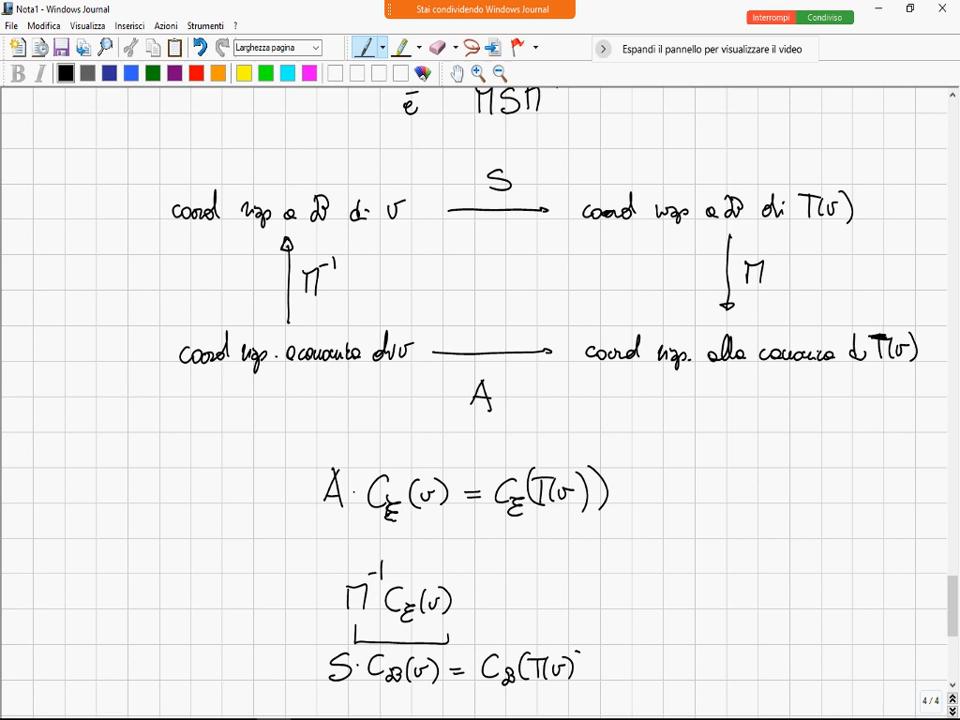 Nota1 - Windows Journal
Stai condividendo Windows Journal
Interrompi Condiviso
File Modifica Visualizza Inserisci Azioni Strumenti ?
Larghezza pagina
Espandi il pannello per visualizzare il video
B I
è MSM
S
coord risp a B di v coord risp a B di T(v)
M⁻¹ M
coord risp. a canonica di v coord risp. alla canonica di T(v)
A
A · C_E(v) = C_E(T(v))
M⁻¹ C_E(v)
S · C_B(v) = C_B(T(v)
4 / 4